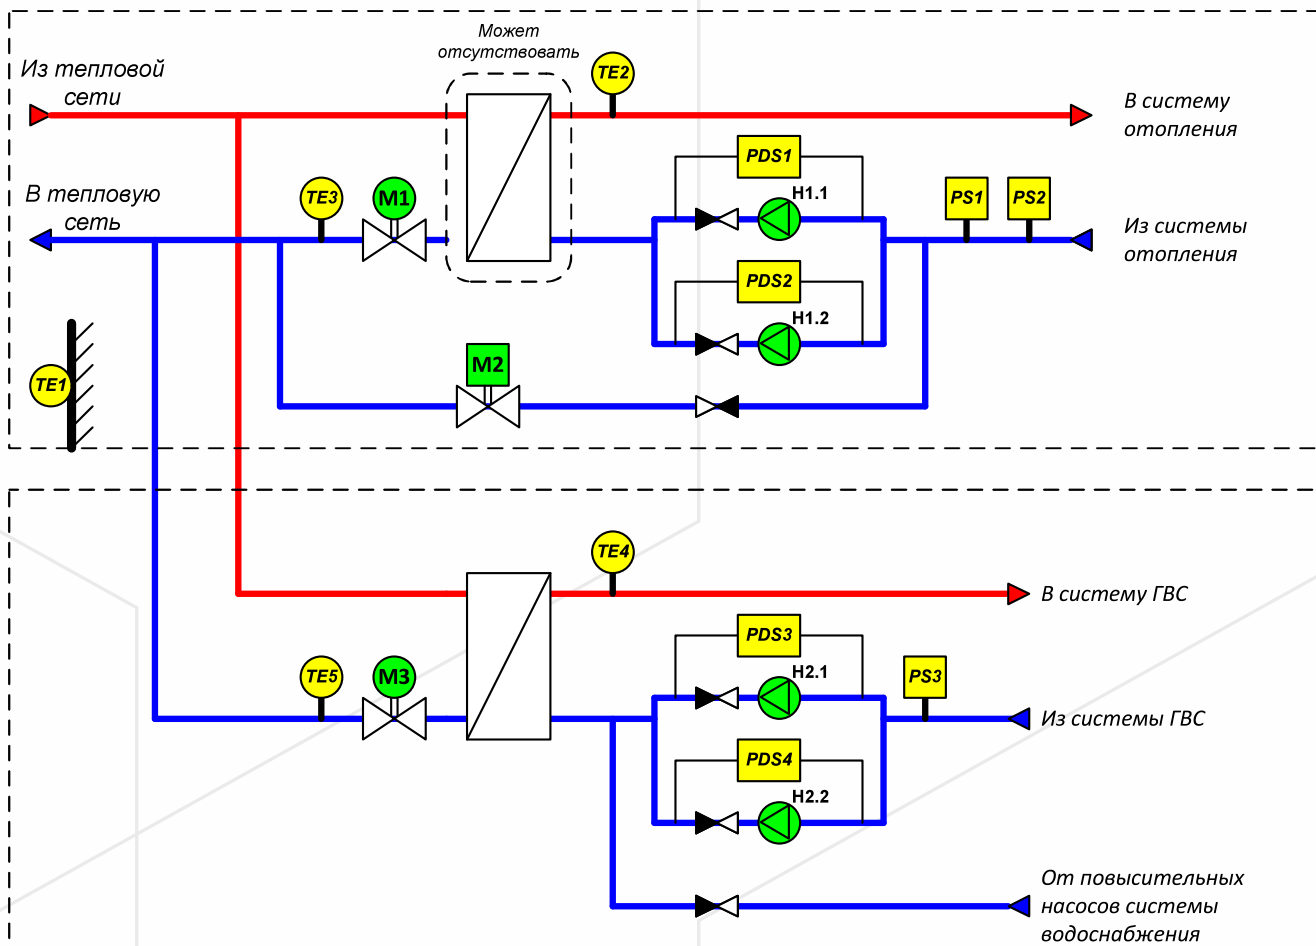 Может
отсутствовать
Из тепловой
сети
TE2
В систему
отопления
PDS1
В тепловую
сеть
TE3
M1
H1.1
PS1
PS2
Из системы
отопления
PDS2
H1.2
M2
TE1
TE4
В систему ГВС
PDS3
TE5
M3
H2.1
PS3
Из системы ГВС
PDS4
H2.2
От повысительных
насосов системы
водоснабжения